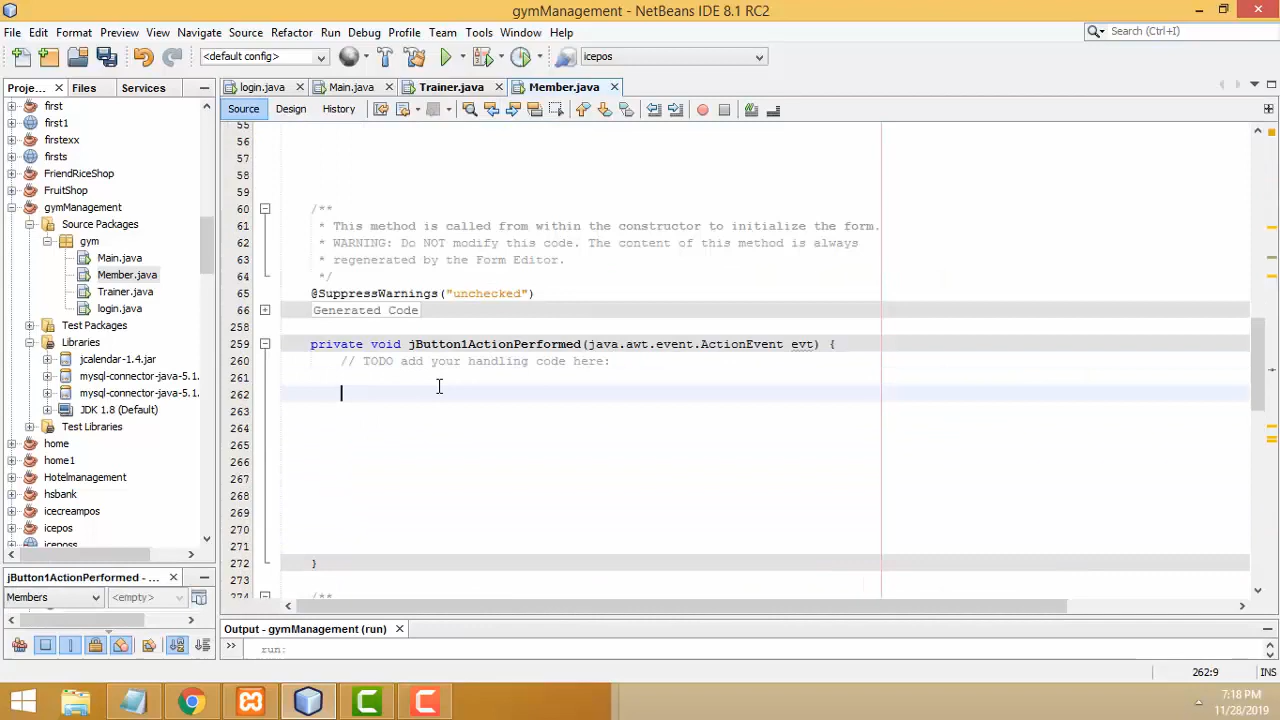 gymManagement - NetBeans IDE 8.1 RC2
File Edit Format Preview View Navigate Source Refactor Run Debug Profile Team Tools Window Help
Search (Ctrl+I)
<default config>
icepos
Proje...
Files
Services
login.java
Main.java
Trainer.java
Member.java
Source
Design
History
first
first1
firstexx
firsts
FriendRiceShop
FruitShop
gymManagement
Source Packages
gym
Main.java
Member.java
Trainer.java
login.java
Test Packages
Libraries
jcalendar-1.4.jar
mysql-connector-java-5.1.
mysql-connector-java-5.1.
JDK 1.8 (Default)
Test Libraries
home
home1
Hotelmanagement
hsbank
icecreampos
icepos
iceposs
55
56
57
58
59
60 /**
61 * This method is called from within the constructor to initialize the form.
62 * WARNING: Do NOT modify this code. The content of this method is always
63 * regenerated by the Form Editor.
64 */
65 @SuppressWarnings("unchecked")
66 Generated Code
258
259 private void jButton1ActionPerformed(java.awt.event.ActionEvent evt) {
260 // TODO add your handling code here:
261
262
263
264
265
266
267
268
269
270
271
272 }
273
274 /**
jButton1ActionPerformed - ...
Members
<empty>
Output - gymManagement (run)
run:
262:9
INS
7:18 PM
11/28/2019